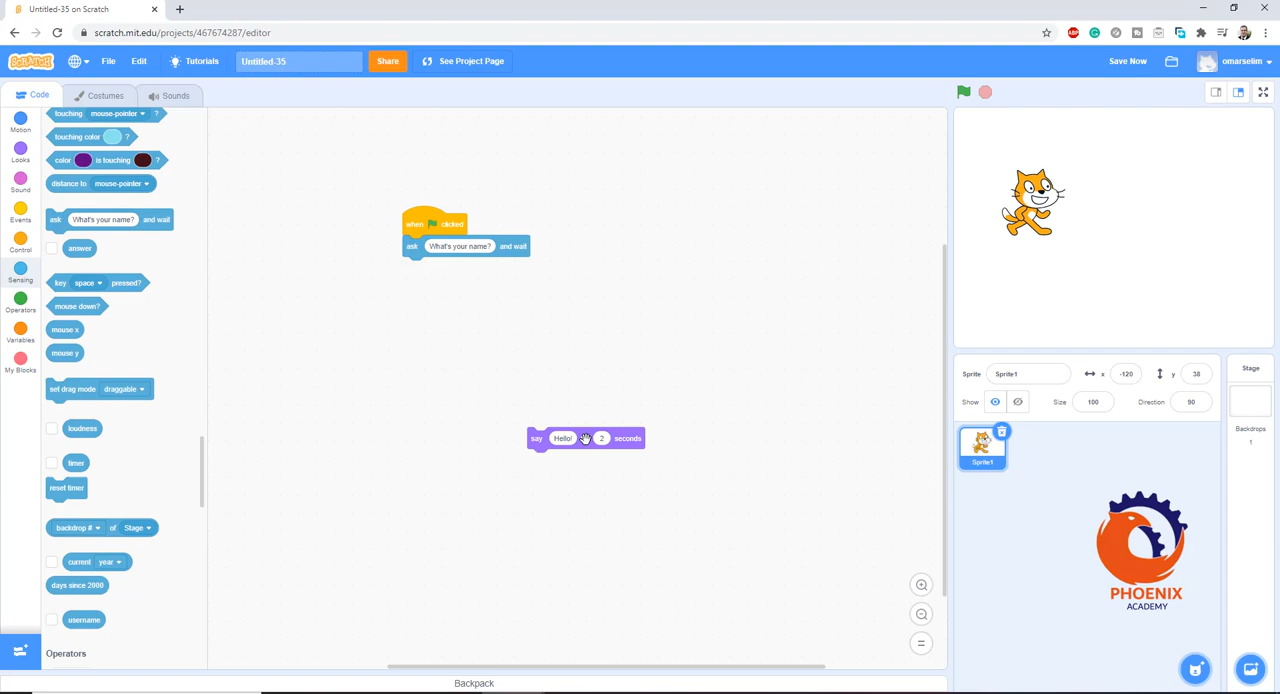 Untitled-35 on Scratch
scratch.mit.edu/projects/467674287/editor
SCRATCH File Edit Tutorials Untitled-35 Share See Project Page Save Now omarselim
Code Costumes Sounds
Motion
Looks
Sound
Events
Control
Sensing
Operators
Variables
My Blocks
touching mouse-pointer ?
touching color ?
color is touching ?
distance to mouse-pointer
ask What's your name? and wait
answer
key space pressed?
mouse down?
mouse x
mouse y
set drag mode draggable
loudness
timer
reset timer
backdrop # of Stage
current year
days since 2000
username
Operators
when clicked
ask What's your name? and wait
say Hello! 2 seconds
Sprite Sprite1 x -120 y 38
Show Size 100 Direction 90
Sprite1
Stage
Backdrops
1
PHOENIX
ACADEMY
Backpack